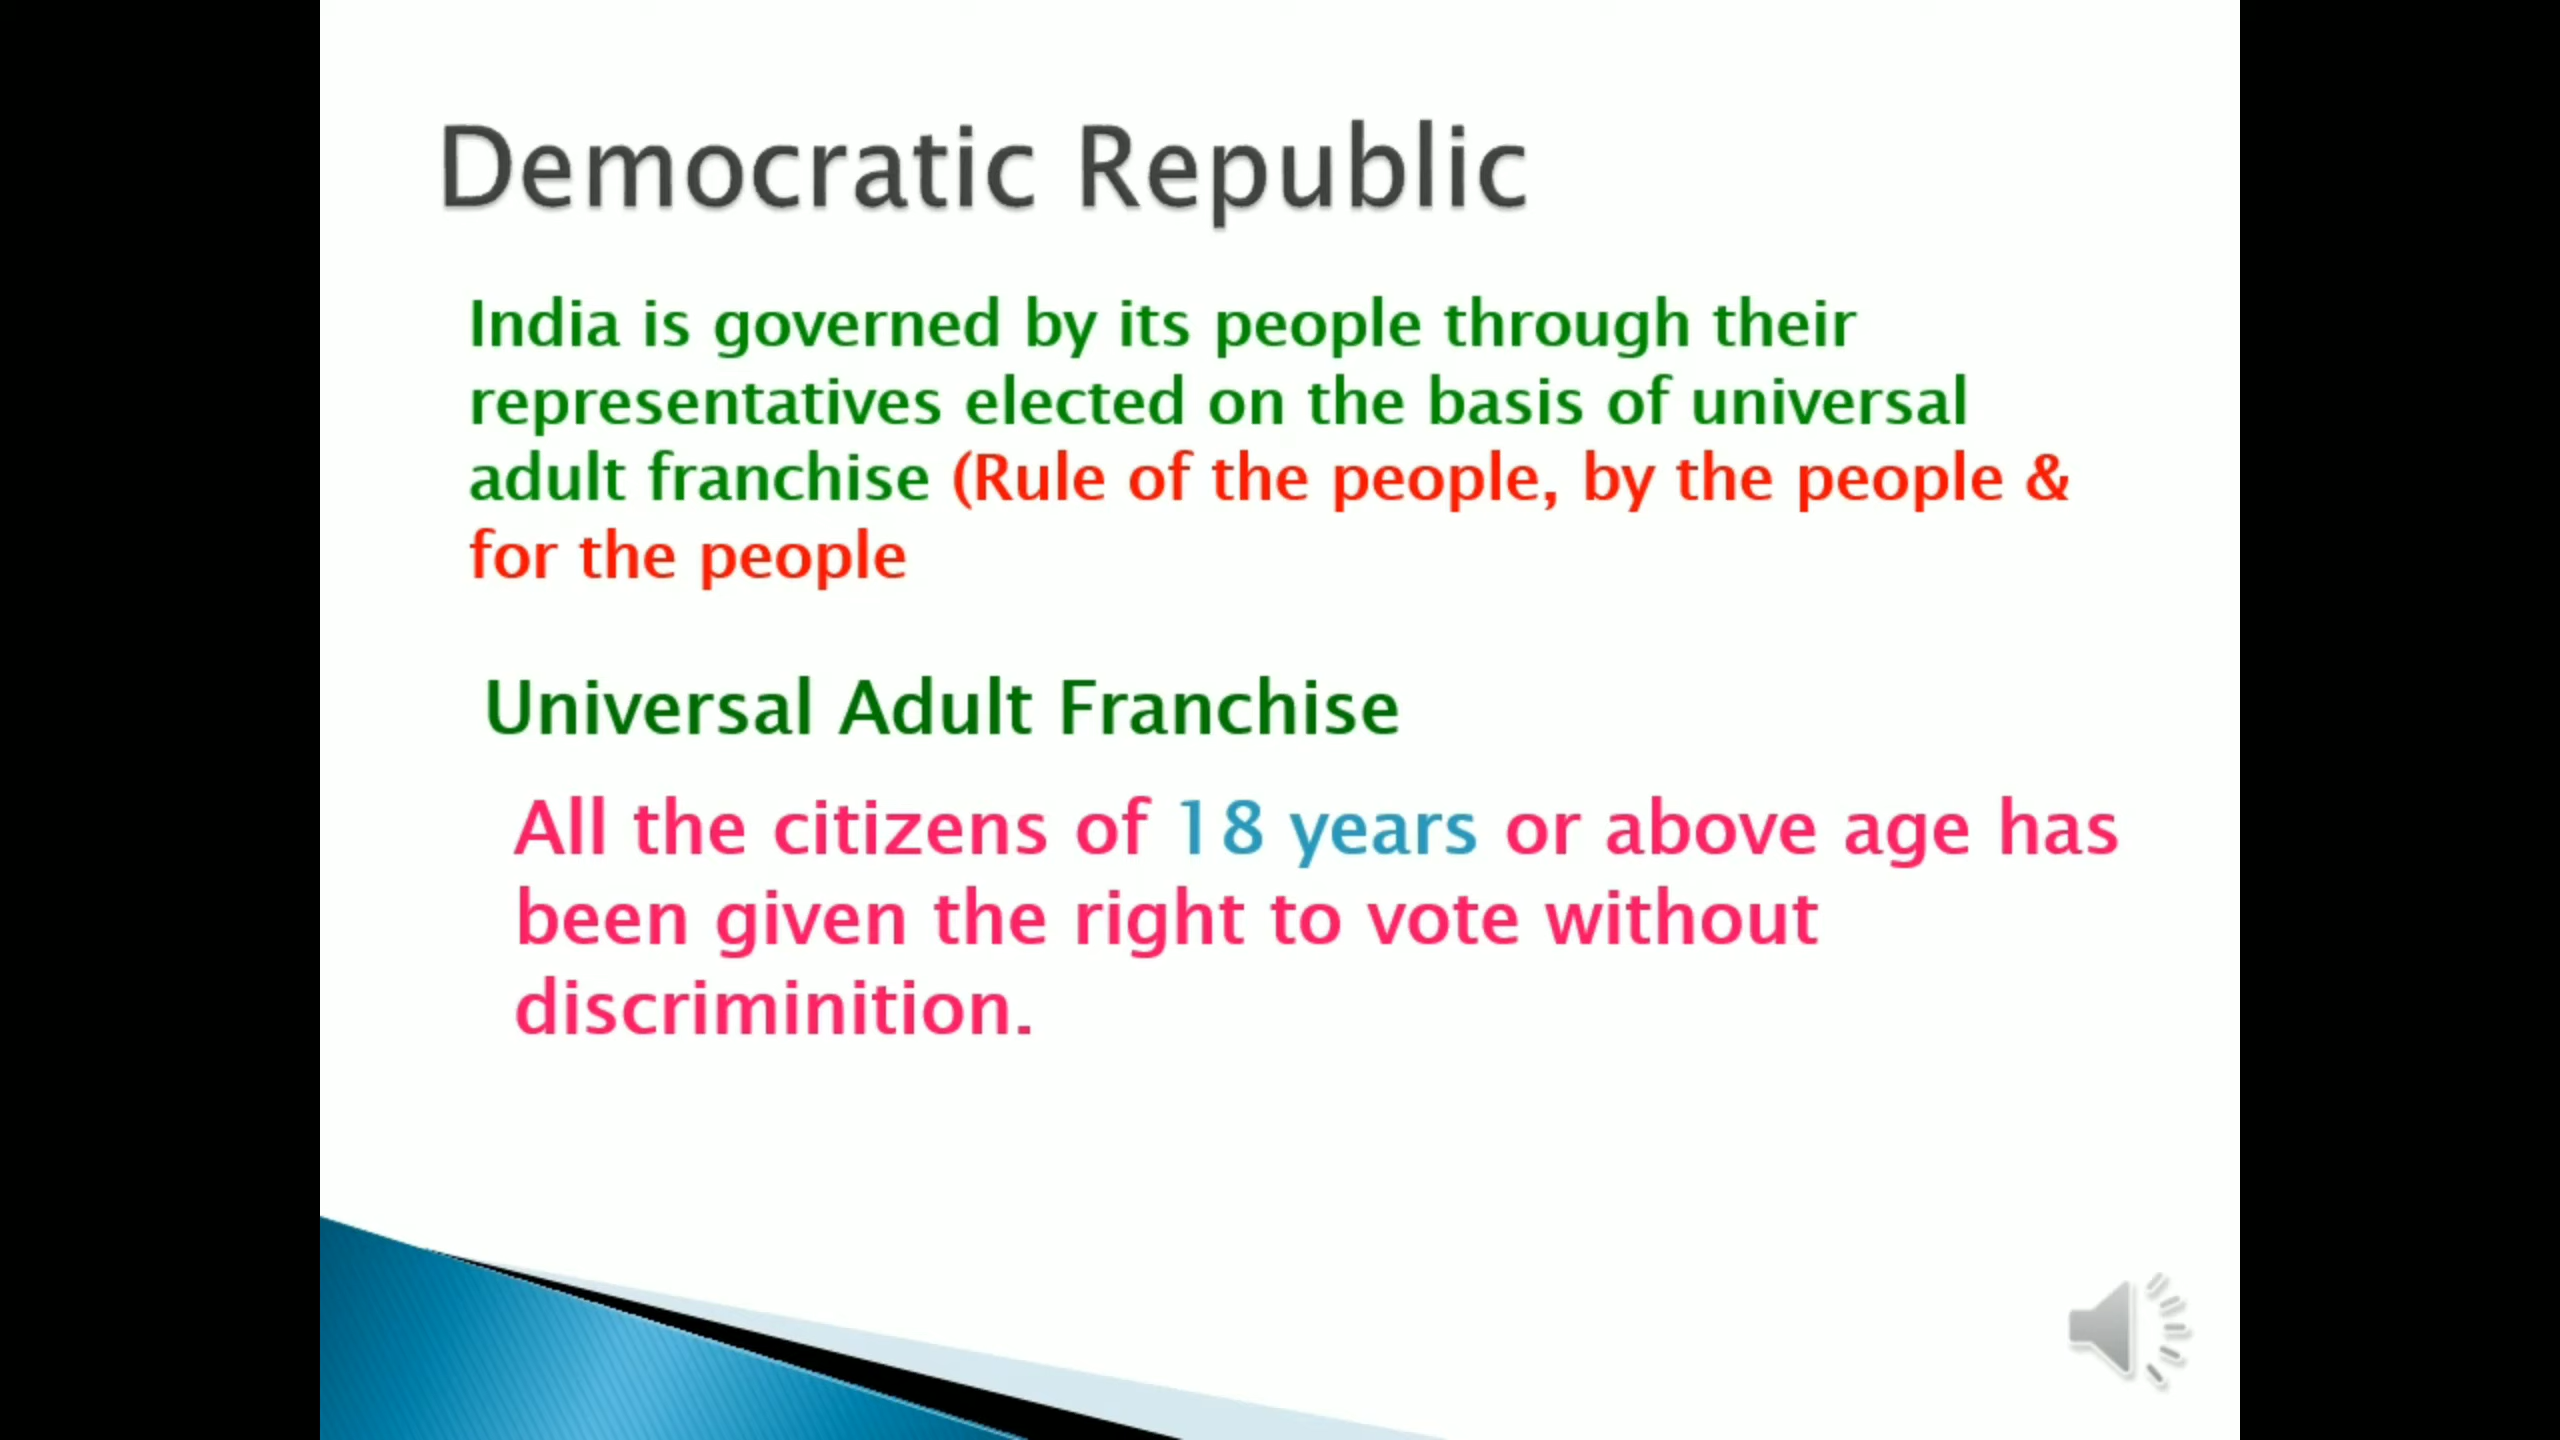 Democratic Republic
India is governed by its people through their
representatives elected on the basis of universal
adult franchise (Rule of the people, by the people &
for the people
Universal Adult Franchise
All the citizens of 18 years or above age has
been given the right to vote without
discriminition.